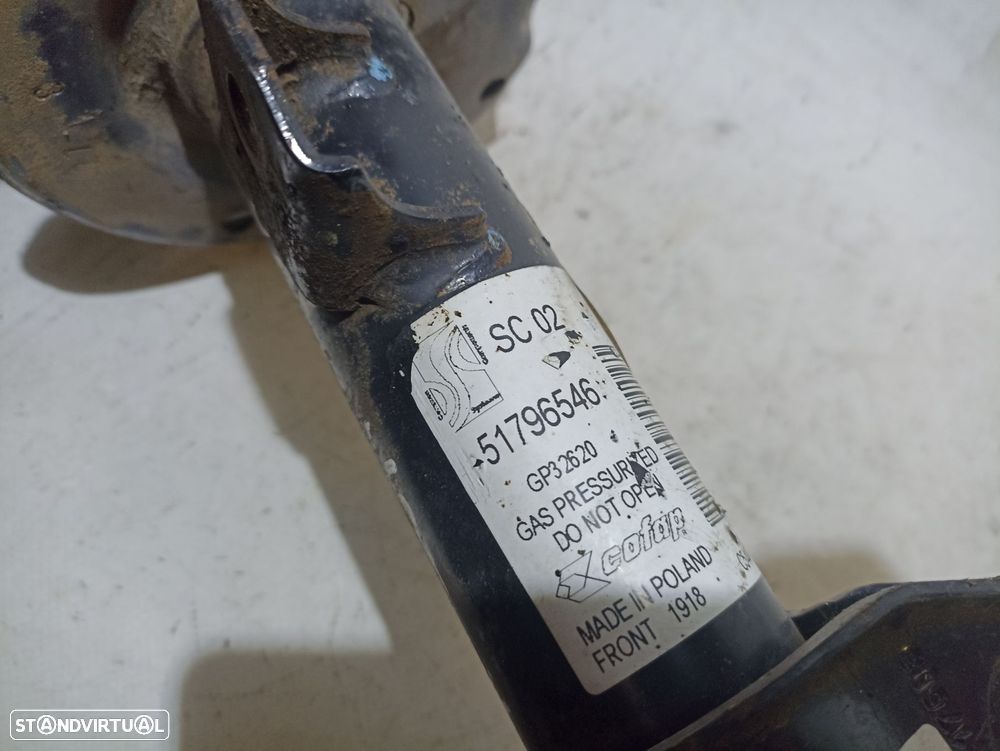 SC 02
51796546
GP32620
GAS PRESSURIZED
DO NOT OPEN
cofap
MADE IN POLAND
FRONT 1918
STANDVIRTUAL